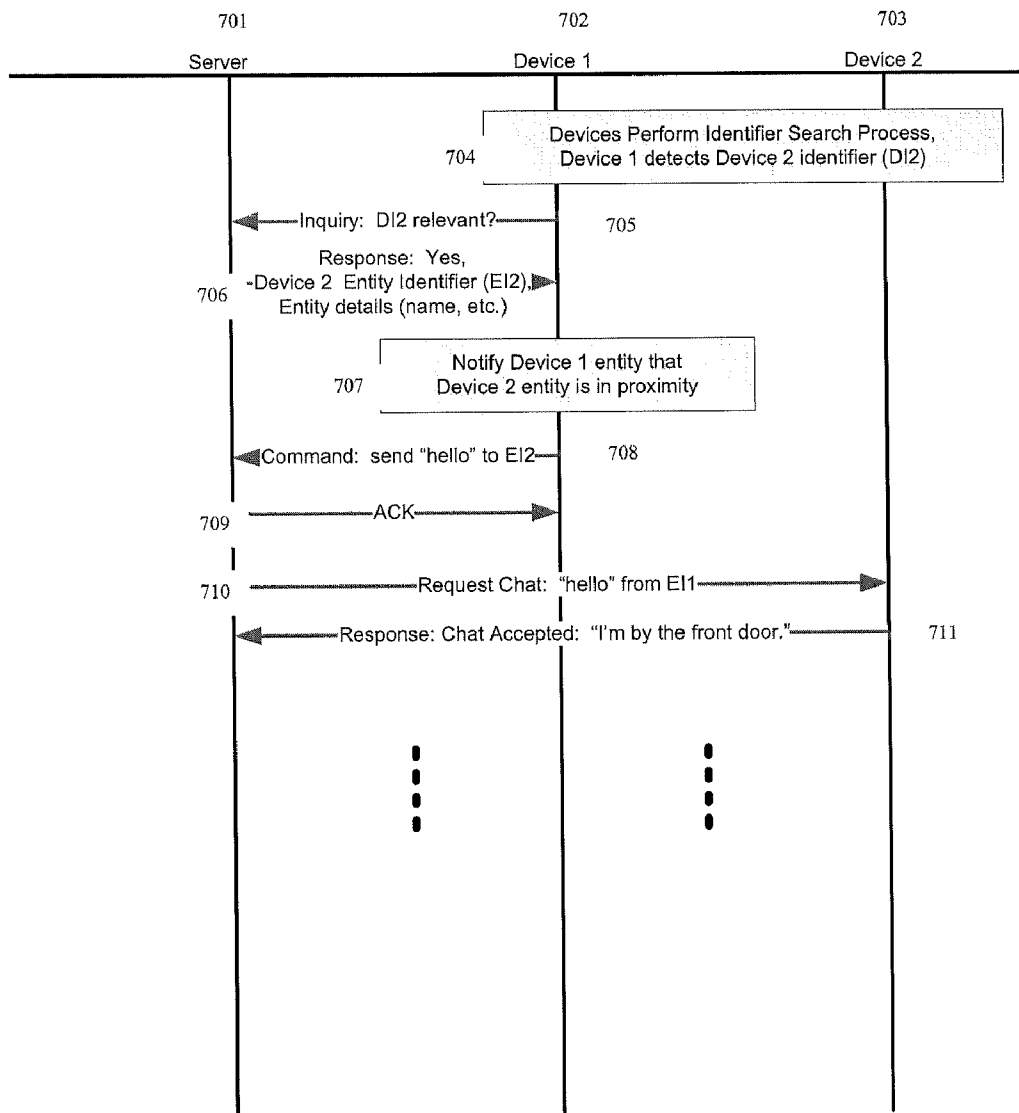 701
702
703
Server
Device 1
Device 2
Devices Perform Identifier Search Process,
704
Device 1 detects Device 2 identifier (DI2)
Inquiry: DI2 relevant?
705
Response: Yes,
706
Device 2 Entity Identifier (EI2),
Entity details (name, etc.)
Notify Device 1 entity that
707
Device 2 entity is in proximity
Command: send "hello" to EI2
708
709
ACK
710
Request Chat: "hello" from EI1
Response: Chat Accepted: "I'm by the front door."
711